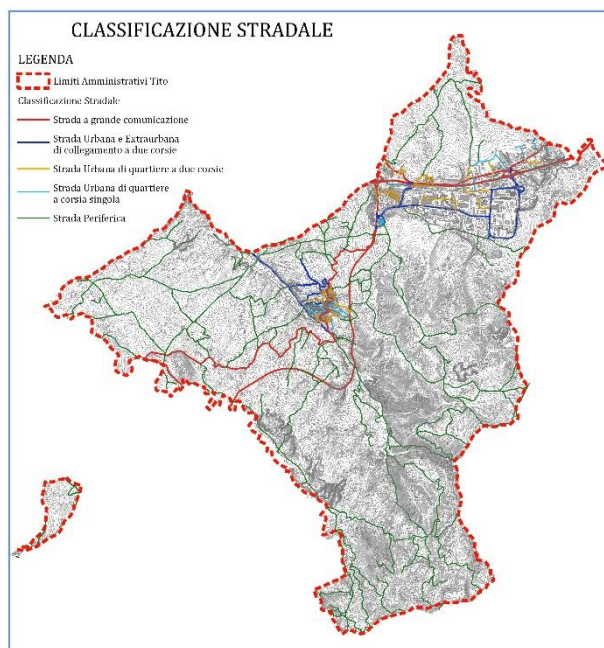 CLASSIFICAZIONE STRADALE
LEGENDA
Limiti Amministrativi Tito
Classificazione Stradale
Strada a grande comunicazione
Strada Urbana e Extraurbana
di collegamento a due corsie
Strada Urbana di quartiere a due corsie
Strada Urbana di quartiere
a corsia singola
Strada Periferica